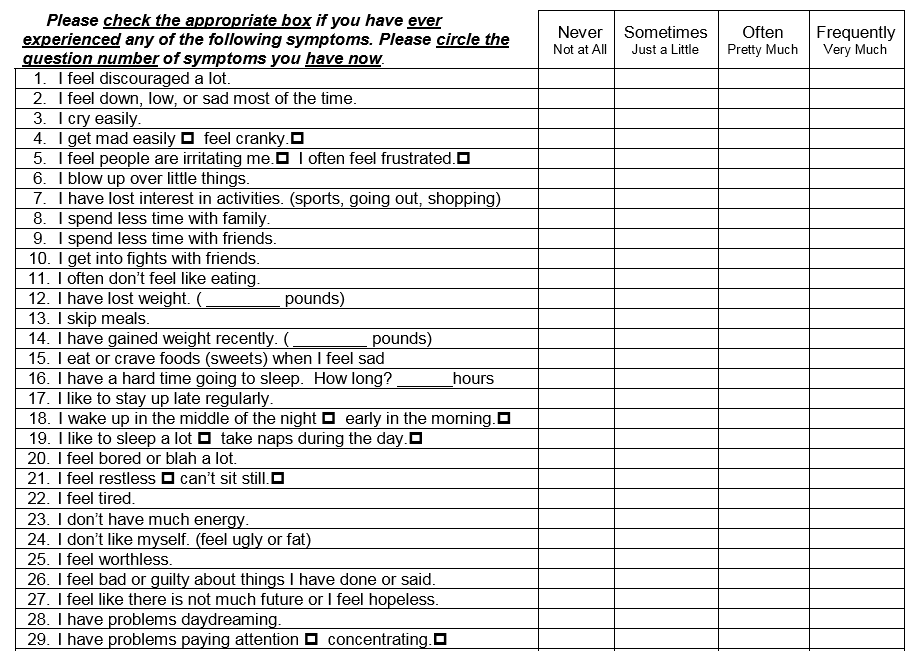 Please check the appropriate box if you have ever
experienced any of the following symptoms. Please circle the
question number of symptoms you have now.
Never Sometimes Often Frequently
Not at All Just a Little Pretty Much Very Much
1. I feel discouraged a lot.
2. I feel down, low, or sad most of the time.
3. I cry easily.
4. I get mad easily ☐ feel cranky.☐
5. I feel people are irritating me.☐ I often feel frustrated.☐
6. I blow up over little things.
7. I have lost interest in activities. (sports, going out, shopping)
8. I spend less time with family.
9. I spend less time with friends.
10. I get into fights with friends.
11. I often don't feel like eating.
12. I have lost weight. ( ________ pounds)
13. I skip meals.
14. I have gained weight recently. ( ________ pounds)
15. I eat or crave foods (sweets) when I feel sad
16. I have a hard time going to sleep. How long? ______hours
17. I like to stay up late regularly.
18. I wake up in the middle of the night ☐ early in the morning.☐
19. I like to sleep a lot ☐ take naps during the day.☐
20. I feel bored or blah a lot.
21. I feel restless ☐ can't sit still.☐
22. I feel tired.
23. I don't have much energy.
24. I don't like myself. (feel ugly or fat)
25. I feel worthless.
26. I feel bad or guilty about things I have done or said.
27. I feel like there is not much future or I feel hopeless.
28. I have problems daydreaming.
29. I have problems paying attention ☐ concentrating.☐